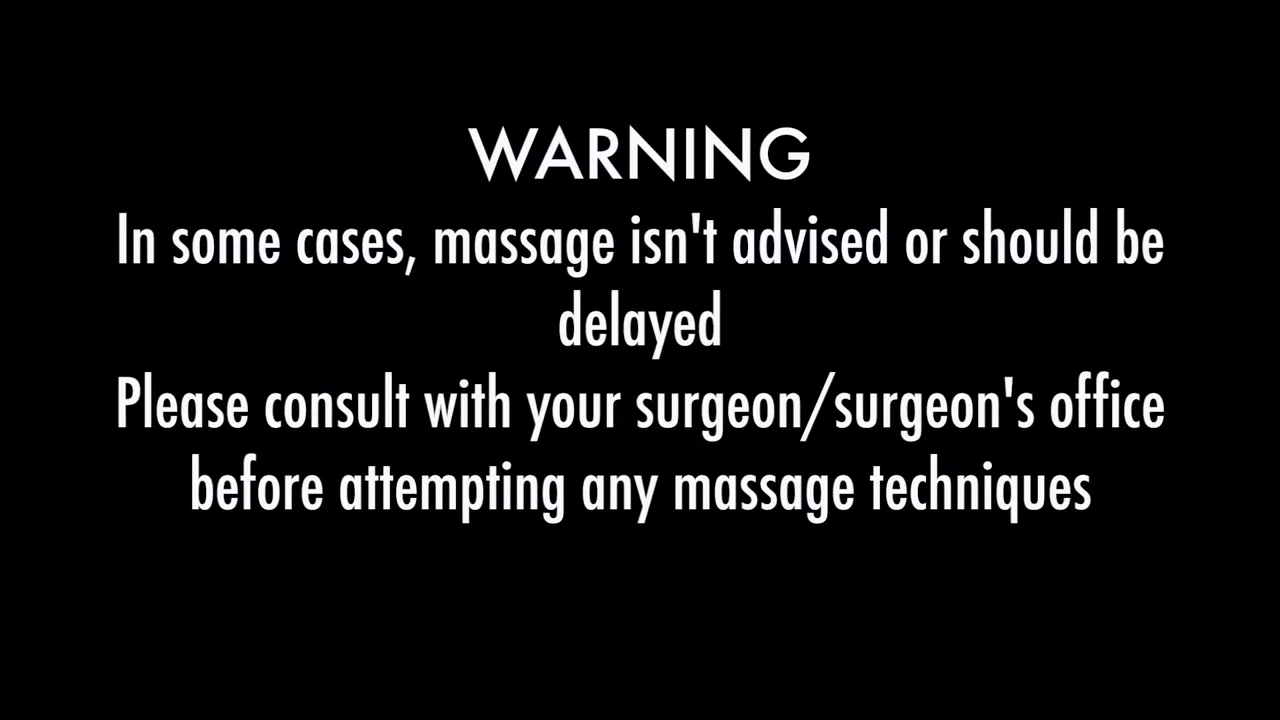 WARNING
In some cases, massage isn't advised or should be
delayed
Please consult with your surgeon/surgeon's office
before attempting any massage techniques